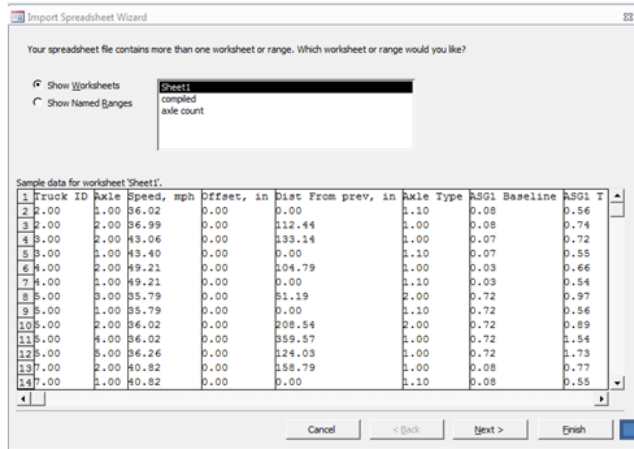 Import Spreadsheet Wizard
Your spreadsheet file contains more than one worksheet or range. Which worksheet or range would you like?
Show Worksheets
Show Named Ranges
Sheet1
compiled
axle count
Sample data for worksheet 'Sheet1'.
1 Truck ID Axle Speed, mph Offset, in Dist From prev, in Axle Type ASG1 Baseline ASG1 T
2 2.00 1.00 36.02 0.00 0.00 1.10 0.08 0.56
3 2.00 2.00 36.99 0.00 112.44 1.00 0.08 0.74
4 3.00 2.00 43.06 0.00 133.14 1.00 0.07 0.72
5 3.00 1.00 43.40 0.00 0.00 1.10 0.07 0.55
6 4.00 2.00 49.21 0.00 104.79 1.00 0.03 0.66
7 4.00 1.00 49.21 0.00 0.00 1.10 0.03 0.54
8 5.00 3.00 35.79 0.00 51.19 2.00 0.72 0.97
9 5.00 1.00 35.79 0.00 0.00 1.10 0.72 0.56
10 5.00 2.00 36.02 0.00 208.54 2.00 0.72 0.89
11 5.00 4.00 36.02 0.00 359.57 1.00 0.72 1.54
12 5.00 5.00 36.26 0.00 124.03 1.00 0.72 1.73
13 7.00 2.00 40.82 0.00 158.79 1.00 0.08 0.77
14 7.00 1.00 40.82 0.00 0.00 1.10 0.08 0.55
Cancel < Back Next > Finish